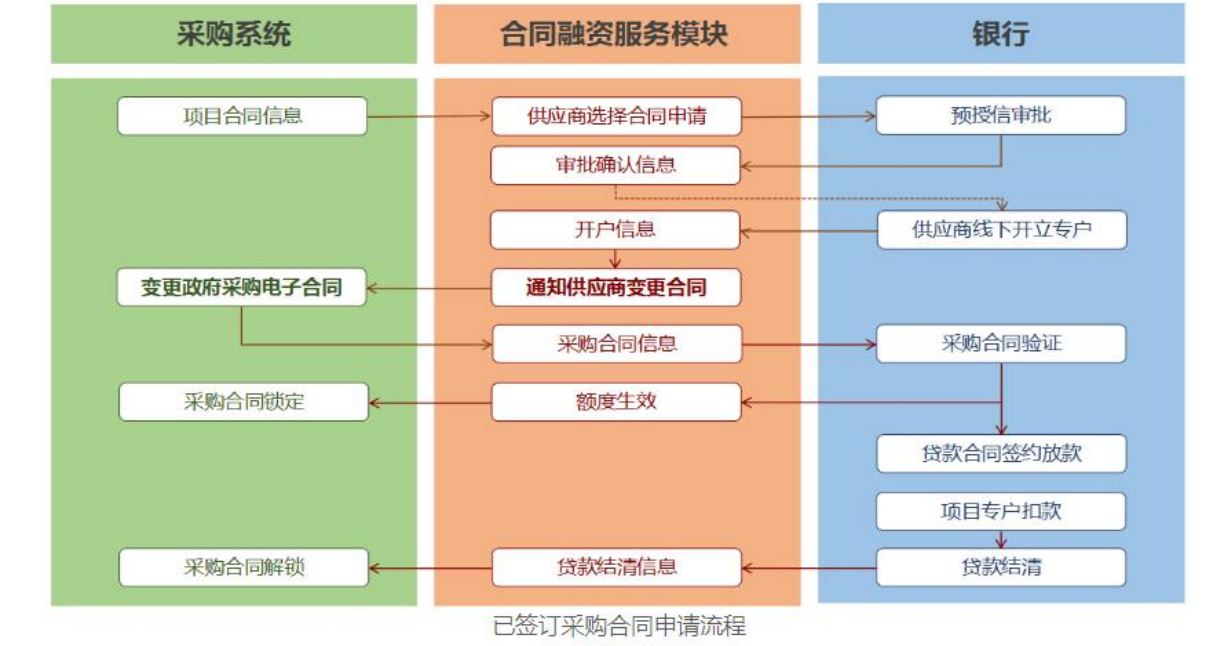 采购系统 合同融资服务模块 银行
项目合同信息 供应商选择合同申请 预授信审批
审批确认信息
开户信息 供应商线下开立专户
变更政府采购电子合同 通知供应商变更合同
采购合同信息 采购合同验证
采购合同锁定 额度生效
贷款合同签约放款
项目专户扣款
采购合同解锁 贷款结清信息 贷款结清
已签订采购合同申请流程